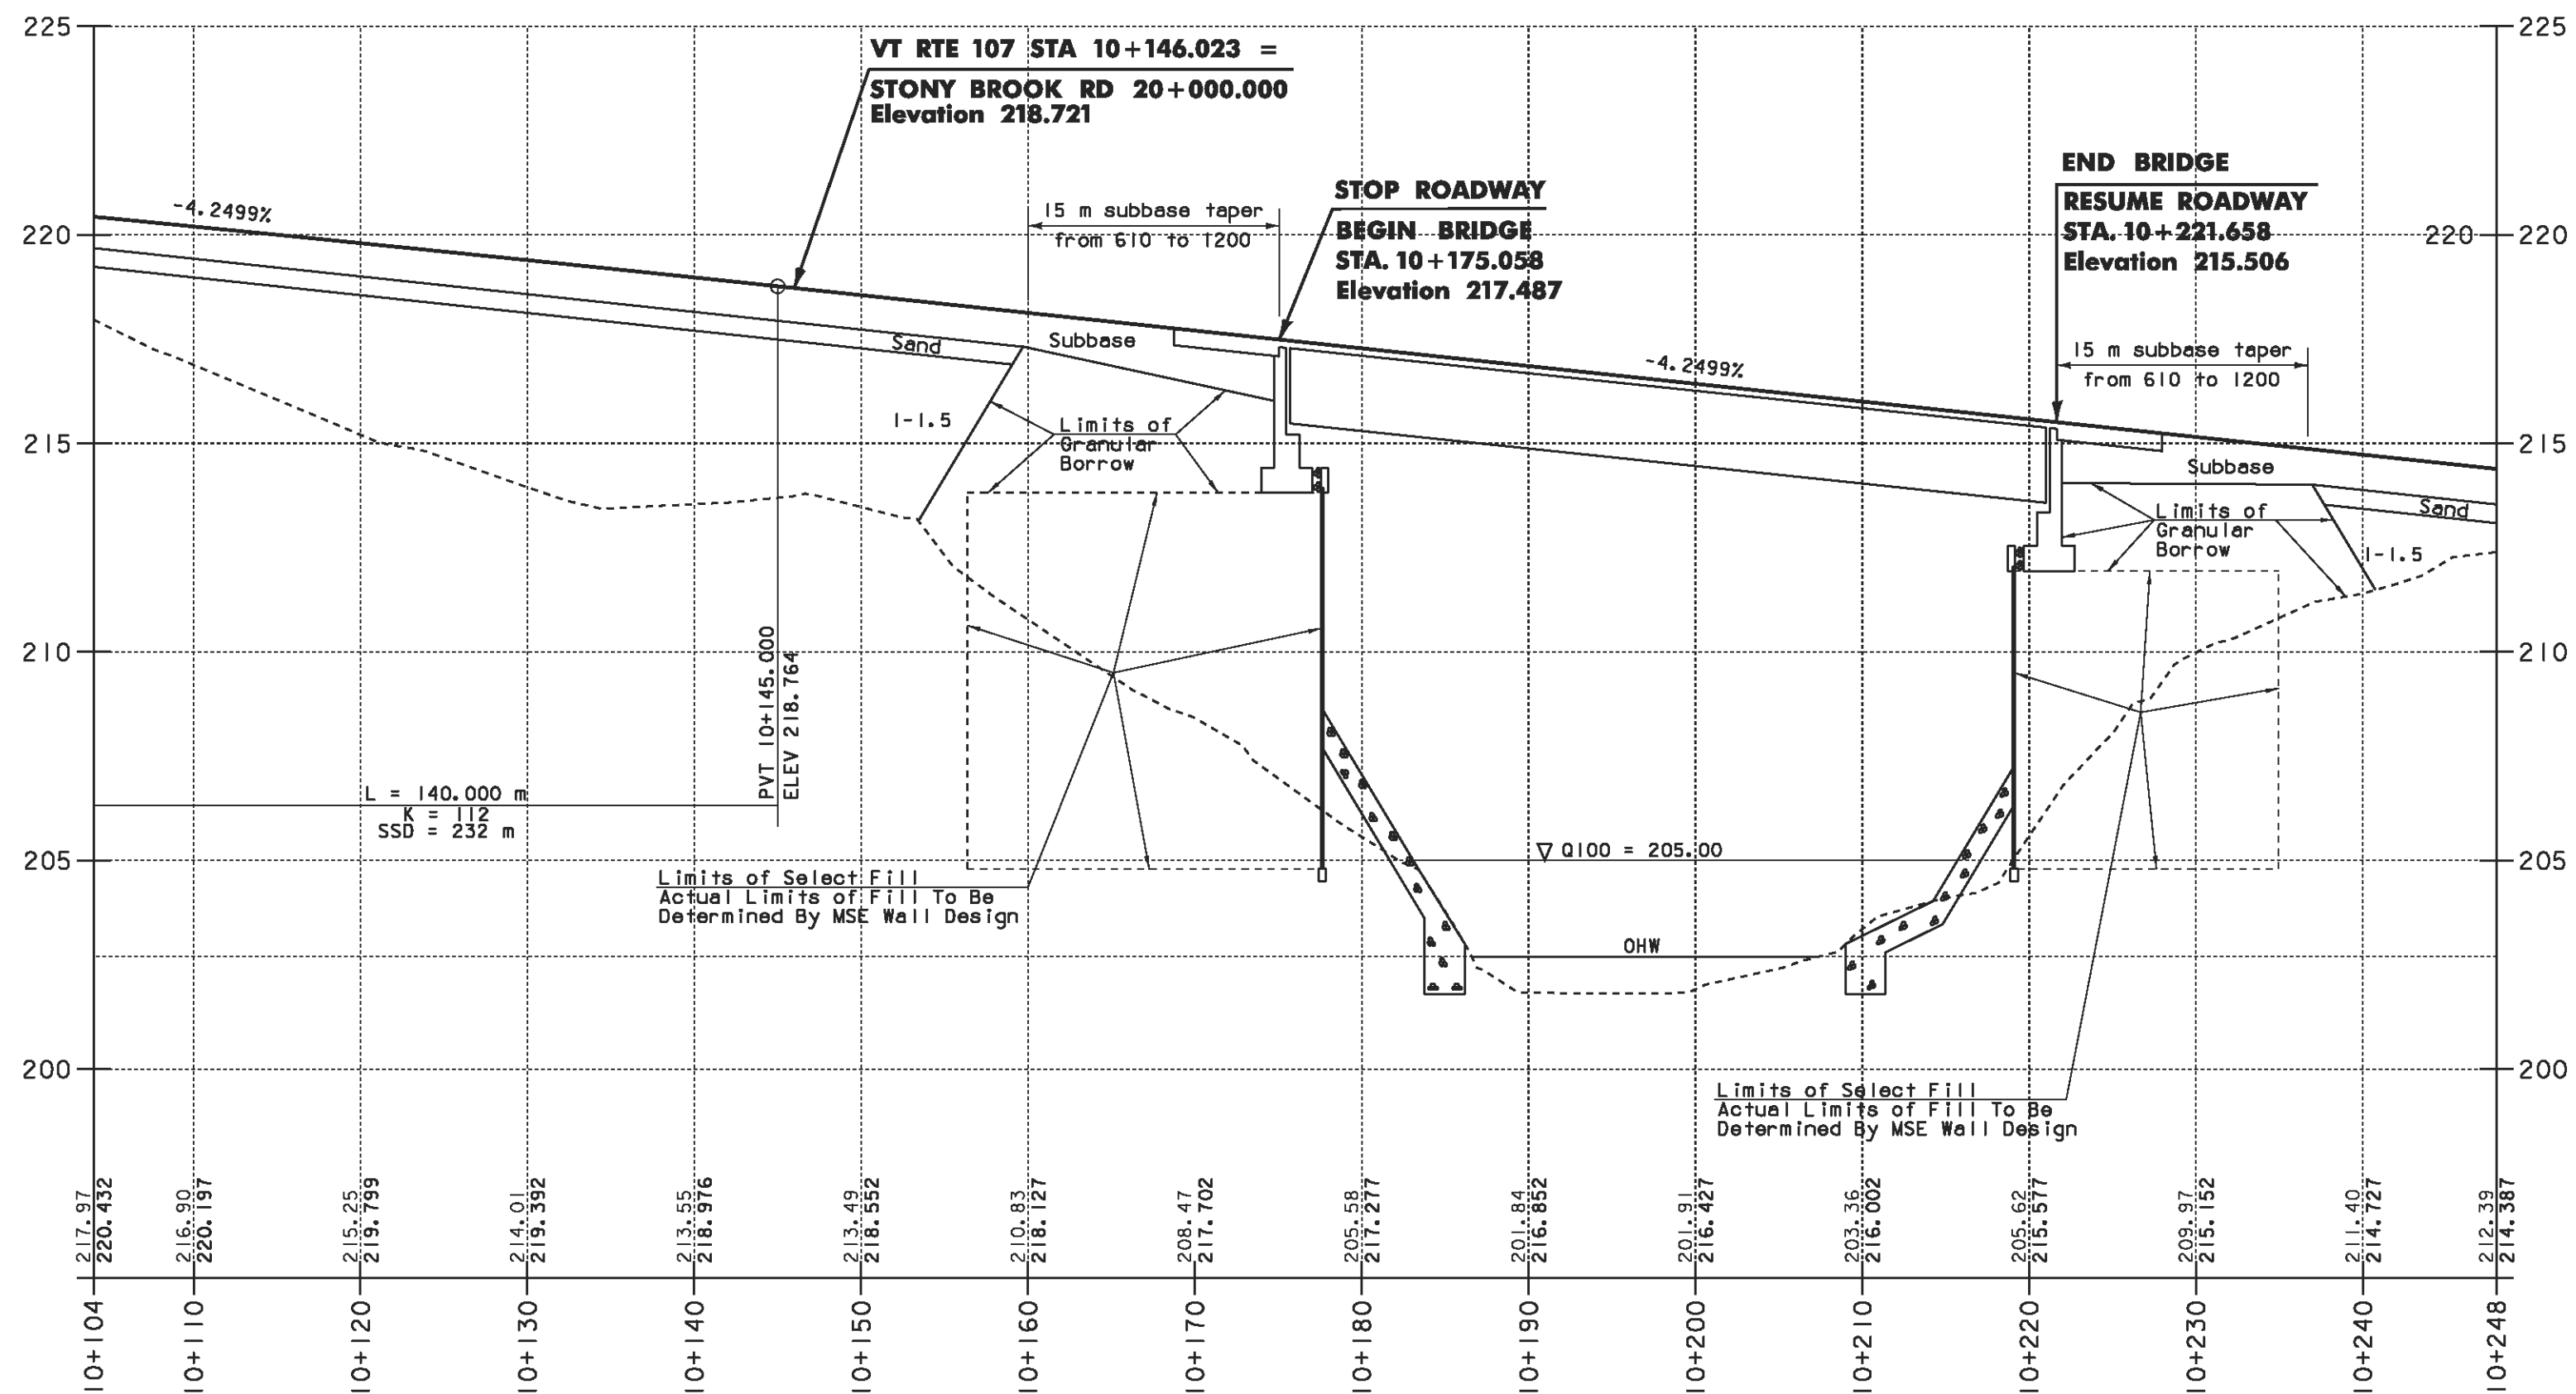 225
225
VT RTE 107 STA 10+146.023 =
STONY BROOK RD 20+000.000
Elevation 218.721
END BRIDGE
RESUME ROADWAY
STA. 10+221.658
Elevation 215.506
STOP ROADWAY
BEGIN BRIDGE
STA. 10+175.058
Elevation 217.487
-4.2499%
15 m subbase taper
from 610 to 1200
220
220
220
Sand
Subbase
-4.2499%
15 m subbase taper
from 610 to 1200
1-1.5
Limits of
Granular
Borrow
215
215
Subbase
Sand
Limits of
Granular
Borrow
1-1.5
210
210
PVT 10+145.000
ELEV 218.764
L = 140.000 m
K = 112
SSD = 232 m
205
205
Q100 = 205.00
Limits of Select Fill
Actual Limits of Fill To Be
Determined By MSE Wall Design
OHW
200
200
Limits of Select Fill
Actual Limits of Fill To Be
Determined By MSE Wall Design
217.97
220.432
216.90
220.197
215.25
219.799
214.01
219.392
213.55
218.976
213.49
218.552
210.83
218.127
208.47
217.702
205.58
217.277
201.84
216.852
201.91
216.427
203.36
216.002
205.62
215.577
209.97
215.152
211.40
214.727
212.39
214.387
10+104
10+110
10+120
10+130
10+140
10+150
10+160
10+170
10+180
10+190
10+200
10+210
10+220
10+230
10+240
10+248